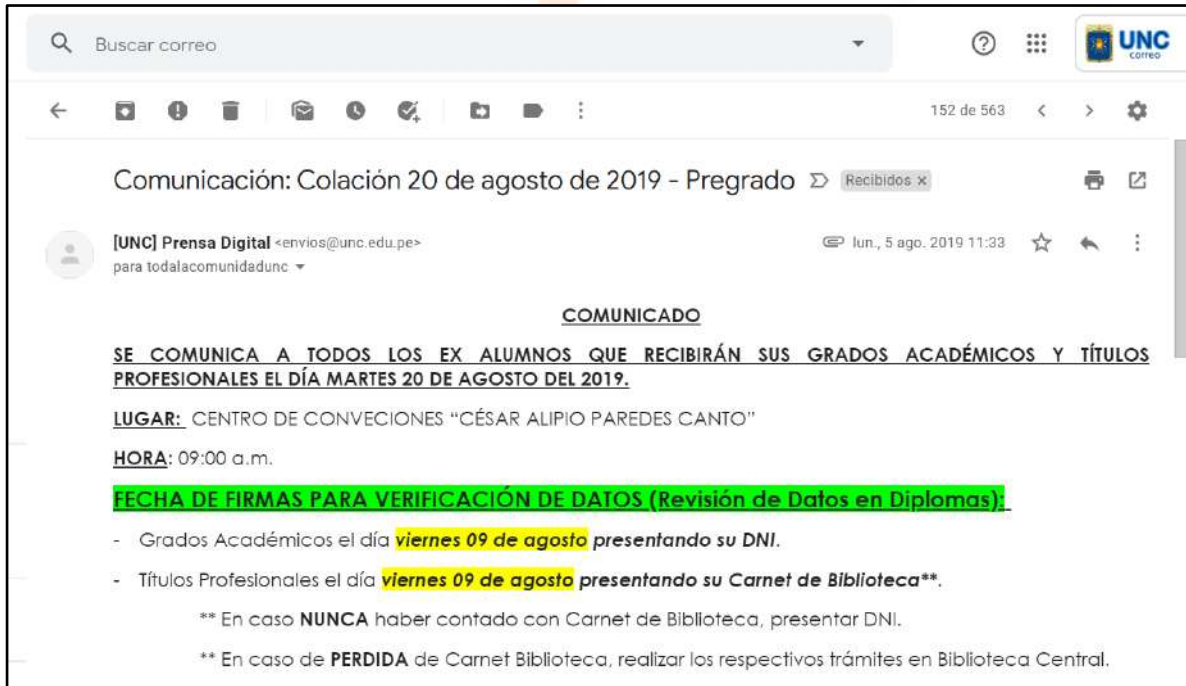 Buscar correo
UNC
correo
152 de 563
Comunicación: Colación 20 de agosto de 2019 - Pregrado Recibidos x
[UNC] Prensa Digital <envios@unc.edu.pe> lun., 5 ago. 2019 11:33
para todalacomunidadunc
COMUNICADO
SE COMUNICA A TODOS LOS EX ALUMNOS QUE RECIBIRÁN SUS GRADOS ACADÉMICOS Y TÍTULOS
PROFESIONALES EL DÍA MARTES 20 DE AGOSTO DEL 2019.
LUGAR: CENTRO DE CONVECIONES “CÉSAR ALIPIO PAREDES CANTO”
HORA: 09:00 a.m.
FECHA DE FIRMAS PARA VERIFICACIÓN DE DATOS (Revisión de Datos en Diplomas):
- Grados Académicos el día viernes 09 de agosto presentando su DNI.
- Títulos Profesionales el día viernes 09 de agosto presentando su Carnet de Biblioteca**.
** En caso NUNCA haber contado con Carnet de Biblioteca, presentar DNI.
** En caso de PERDIDA de Carnet Biblioteca, realizar los respectivos trámites en Biblioteca Central.